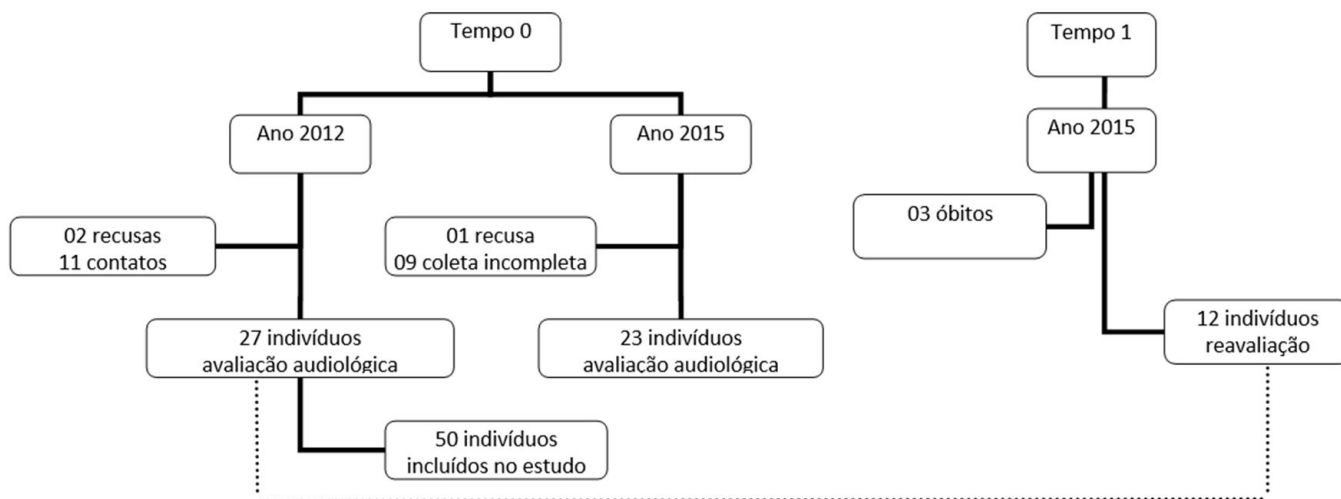 Tempo 0
Ano 2012
Ano 2015
02 recusas
11 contatos
01 recusa
09 coleta incompleta
27 indivíduos
avaliação audiológica
23 indivíduos
avaliação audiológica
50 indivíduos
incluídos no estudo
Tempo 1
Ano 2015
03 óbitos
12 indivíduos
reavaliação